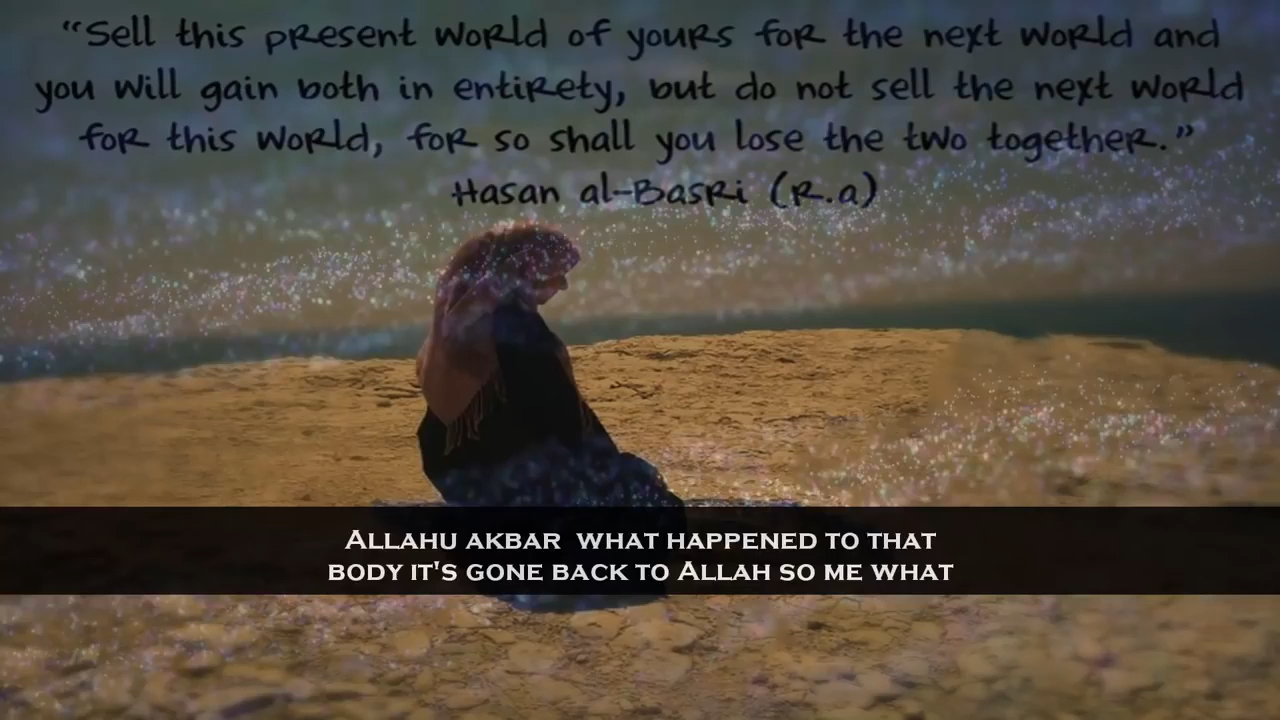 “Sell this present world of yours for the next world and
you will gain both in entirety, but do not sell the next world
for this world, for so shall you lose the two together.”
Hasan al-Basri (R.a)
Allahu akbar  what happened to that
body it's gone back to Allah so me what